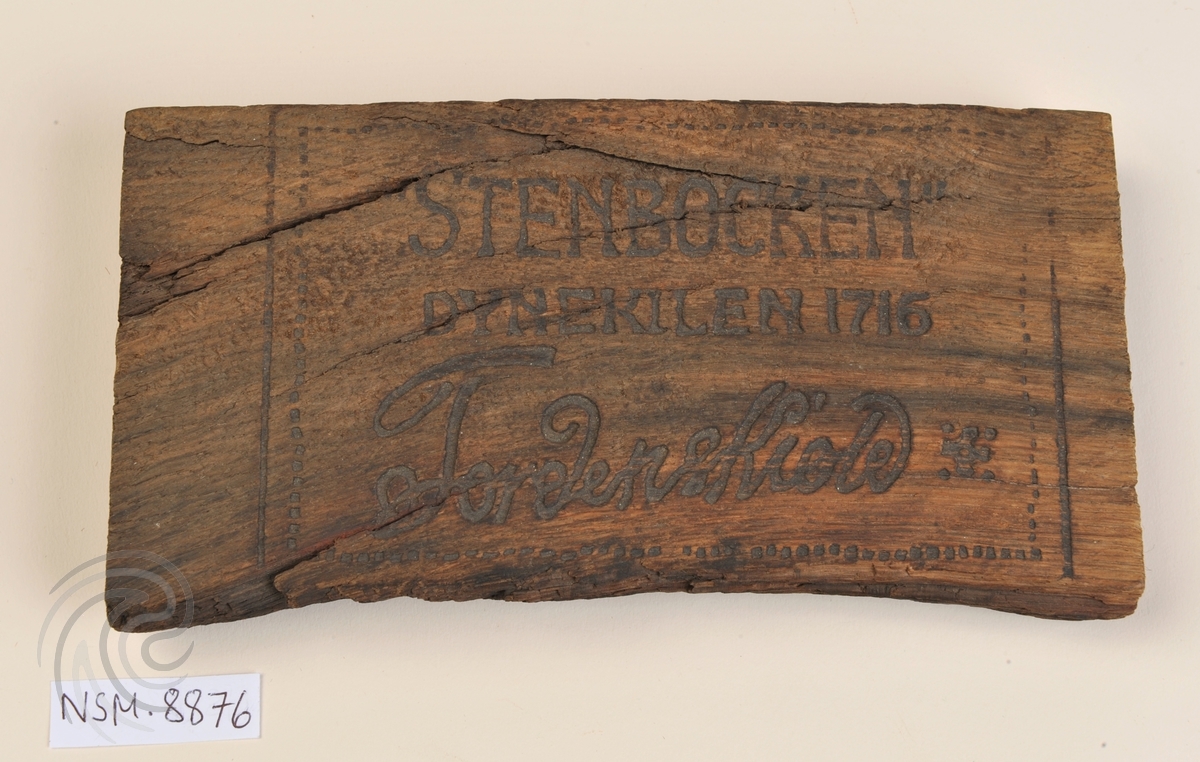 STENBOCKEN"
DYNEKILEN 1716
Tordenskiold
NSM.8876